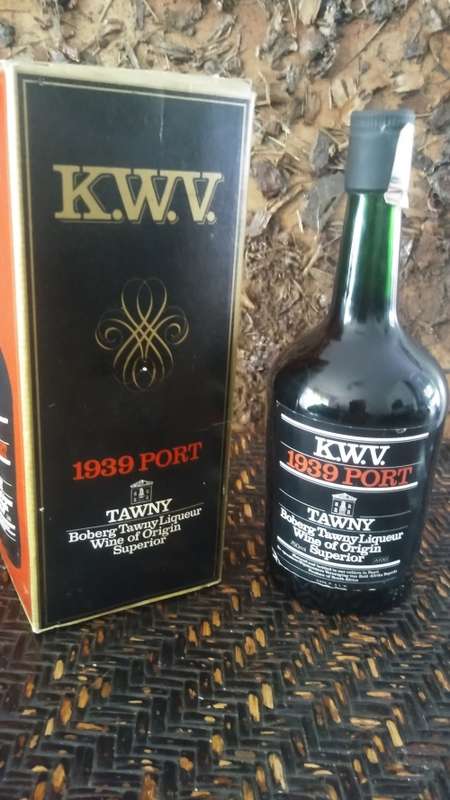 K.W.V.
1939 PORT
TAWNY
Boberg Tawny Liqueur
Wine of Origin
Superior
K.W.V.
1939 PORT
TAWNY
Boberg Tawny Liqueur
Wine of Origin
Superior